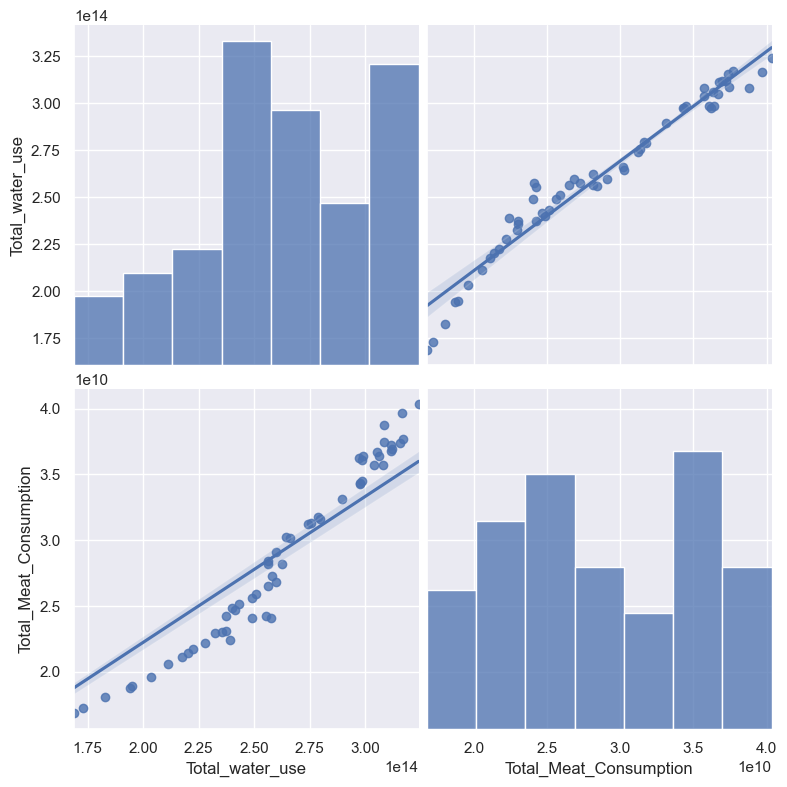 1e14
3.25
3.00
2.75
2.50
2.25
2.00
1.75
Total_water_use
1e10
4.0
3.5
3.0
2.5
2.0
Total_Meat_Consumption
1.75 2.00 2.25 2.50 2.75 3.00
1e14
Total_water_use
2.0 2.5 3.0 3.5 4.0
1e10
Total_Meat_Consumption